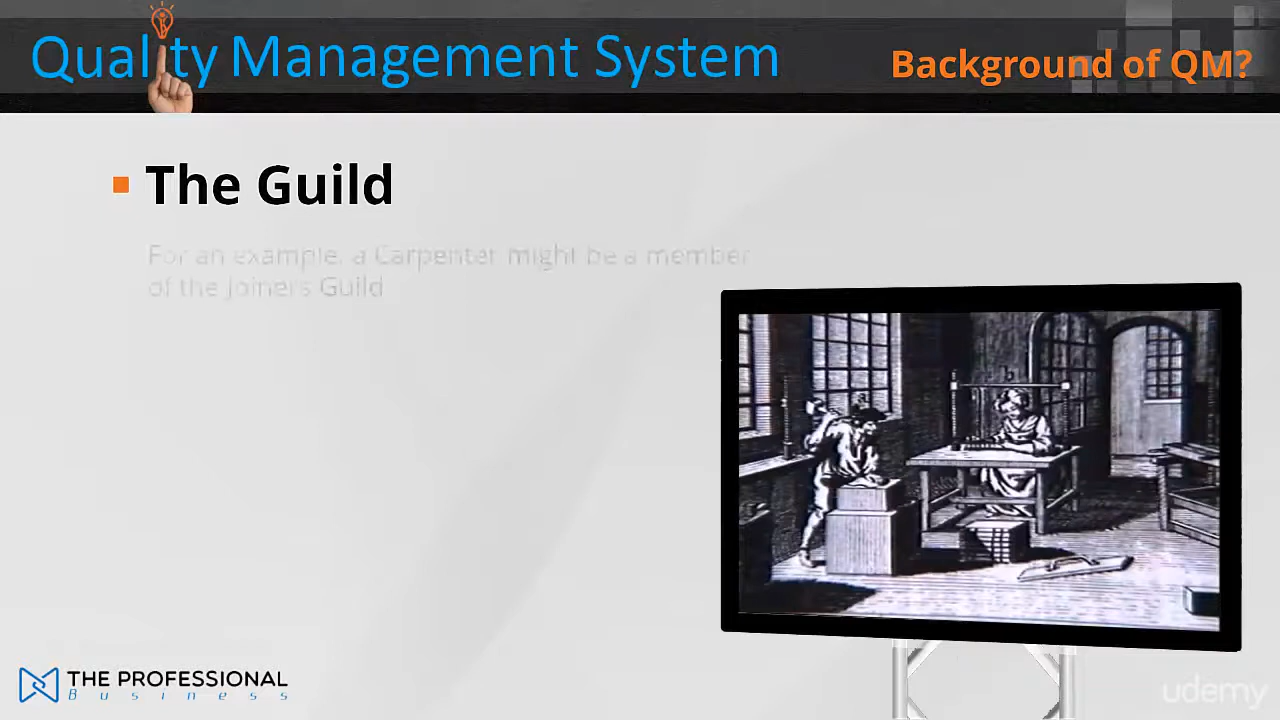 Quality Management System
Background of QM?
The Guild
For an example, a Carpenter might be a member
of the Joiners Guild
THE PROFESSIONAL
Business
udemy